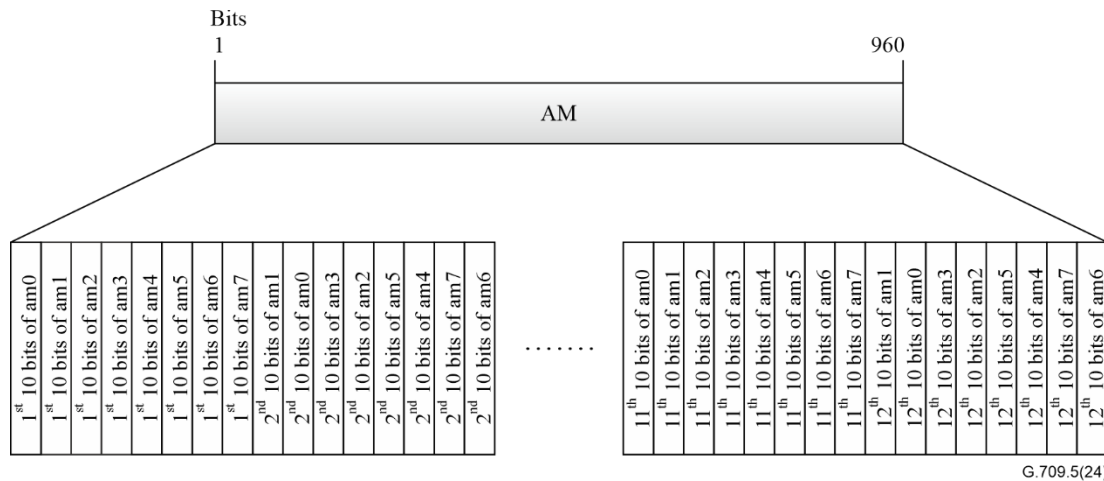 Bits
1
960
AM
1st 10 bits of am0
1st 10 bits of am1
1st 10 bits of am2
1st 10 bits of am3
1st 10 bits of am4
1st 10 bits of am5
1st 10 bits of am6
1st 10 bits of am7
2nd 10 bits of am1
2nd 10 bits of am0
2nd 10 bits of am3
2nd 10 bits of am2
2nd 10 bits of am5
2nd 10 bits of am4
2nd 10 bits of am7
2nd 10 bits of am6
.......
11th 10 bits of am0
11th 10 bits of am1
11th 10 bits of am2
11th 10 bits of am3
11th 10 bits of am4
11th 10 bits of am5
11th 10 bits of am6
11th 10 bits of am7
12th 10 bits of am1
12th 10 bits of am0
12th 10 bits of am3
12th 10 bits of am2
12th 10 bits of am5
12th 10 bits of am4
12th 10 bits of am7
12th 10 bits of am6
G.709.5(24)